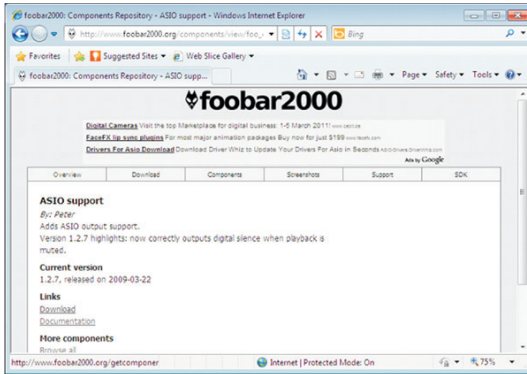 foobar2000: Components Repository - ASIO support - Windows Internet Explorer
http://www.foobar2000.org/components/view/foo_
Bing
Favorites Suggested Sites Web Slice Gallery
foobar2000: Components Repository - ASIO supp...
Page Safety Tools
foobar2000
Digital Cameras Visit the top Marketplace for digital business: 1-5 March 2011!
FaceFX lip sync plugins For most major animation packages Buy now for just $199
Drivers For Asio Download Download Driver Whiz to Update Your Drivers For Asio in Seconds
Ads by Google
Overview Download Components Screenshots Support SDK
ASIO support
By: Peter
Adds ASIO output support.
Version 1.2.7 highlights: now correctly outputs digital silence when playback is
muted.
Current version
1.2.7, released on 2009-03-22
Links
Download
Documentation
More components
Browse all
http://www.foobar2000.org/getcomponer
Internet | Protected Mode: On
75%